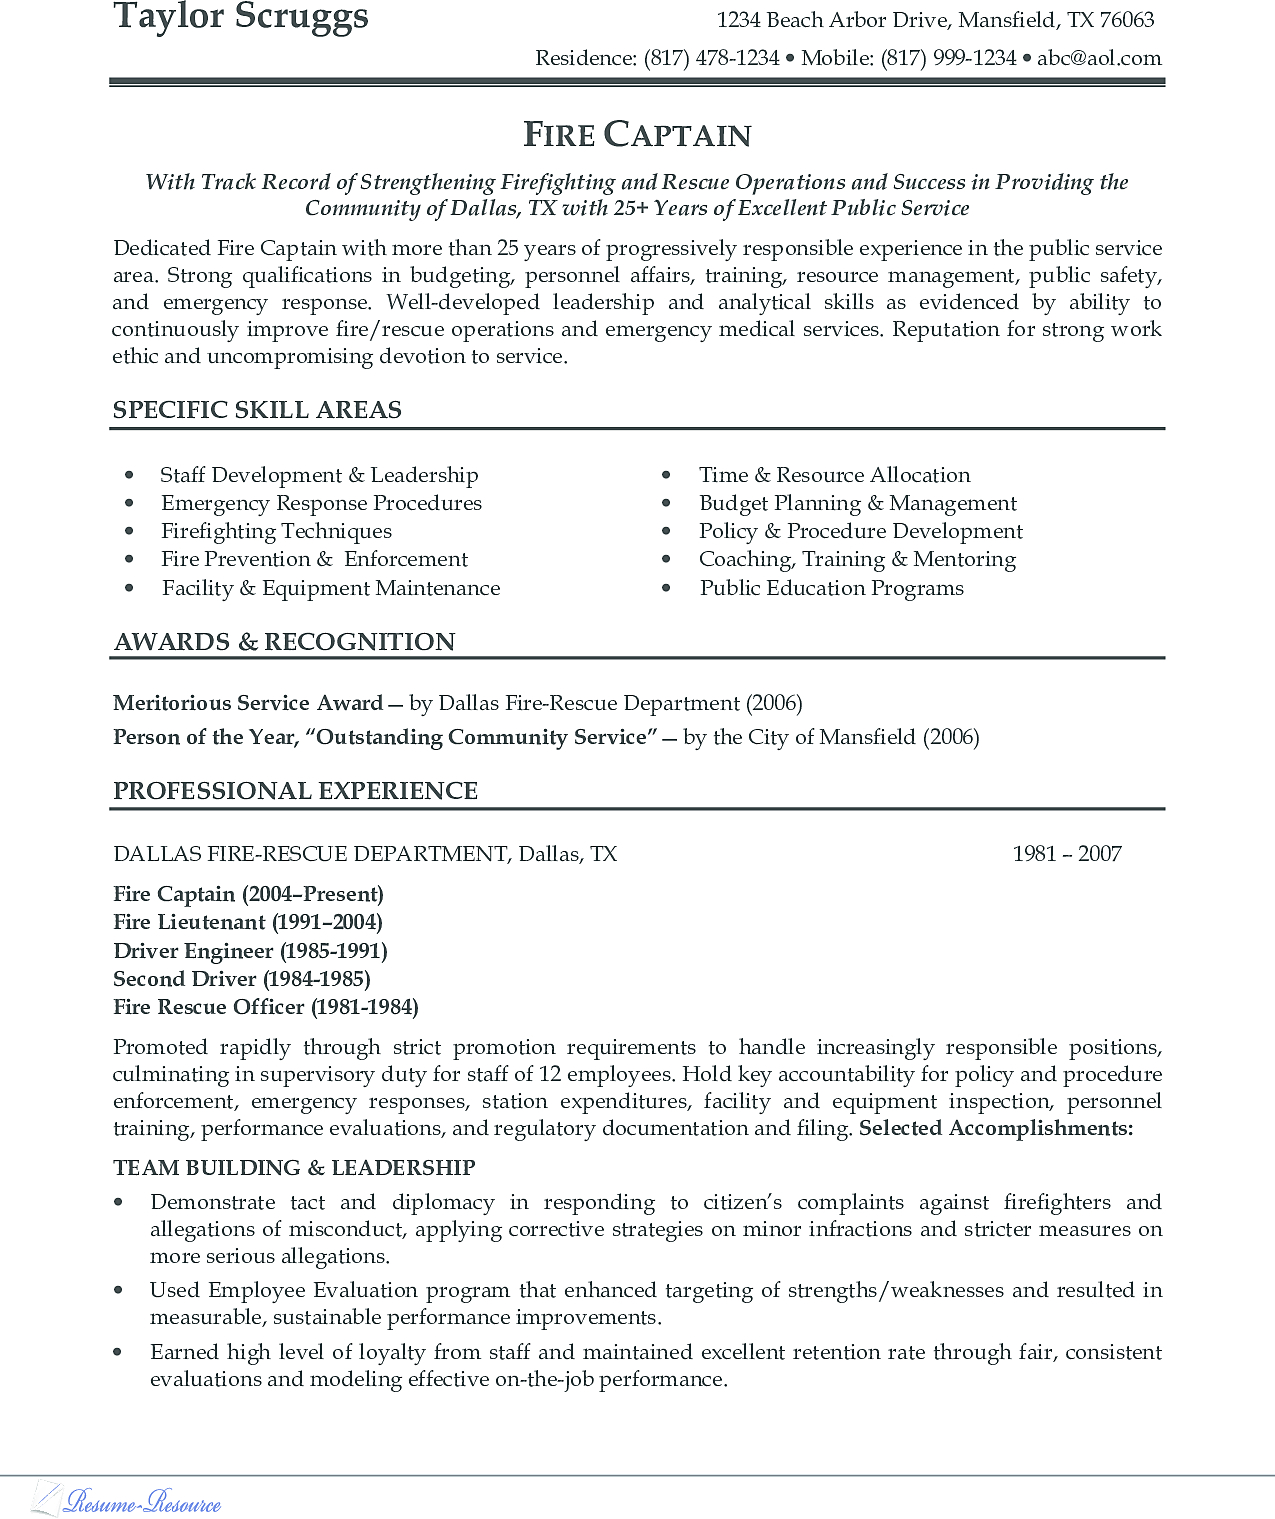 Taylor Scruggs
1234 Beach Arbor Drive, Mansfield, TX 76063
Residence: (817) 478-1234 • Mobile: (817) 999-1234 • abc@aol.com
FIRE CAPTAIN
With Track Record of Strengthening Firefighting and Rescue Operations and Success in Providing the
Community of Dallas, TX with 25+ Years of Excellent Public Service
Dedicated Fire Captain with more than 25 years of progressively responsible experience in the public service
area. Strong qualifications in budgeting, personnel affairs, training, resource management, public safety,
and emergency response. Well-developed leadership and analytical skills as evidenced by ability to
continuously improve fire/rescue operations and emergency medical services. Reputation for strong work
ethic and uncompromising devotion to service.
SPECIFIC SKILL AREAS
• Staff Development & Leadership
• Emergency Response Procedures
• Firefighting Techniques
• Fire Prevention & Enforcement
• Facility & Equipment Maintenance
• Time & Resource Allocation
• Budget Planning & Management
• Policy & Procedure Development
• Coaching, Training & Mentoring
• Public Education Programs
AWARDS & RECOGNITION
Meritorious Service Award — by Dallas Fire-Rescue Department (2006)
Person of the Year, “Outstanding Community Service” — by the City of Mansfield (2006)
PROFESSIONAL EXPERIENCE
DALLAS FIRE-RESCUE DEPARTMENT, Dallas, TX 1981 – 2007
Fire Captain (2004–Present)
Fire Lieutenant (1991–2004)
Driver Engineer (1985-1991)
Second Driver (1984-1985)
Fire Rescue Officer (1981-1984)
Promoted rapidly through strict promotion requirements to handle increasingly responsible positions,
culminating in supervisory duty for staff of 12 employees. Hold key accountability for policy and procedure
enforcement, emergency responses, station expenditures, facility and equipment inspection, personnel
training, performance evaluations, and regulatory documentation and filing. Selected Accomplishments:
TEAM BUILDING & LEADERSHIP
• Demonstrate tact and diplomacy in responding to citizen’s complaints against firefighters and
allegations of misconduct, applying corrective strategies on minor infractions and stricter measures on
more serious allegations.
• Used Employee Evaluation program that enhanced targeting of strengths/weaknesses and resulted in
measurable, sustainable performance improvements.
• Earned high level of loyalty from staff and maintained excellent retention rate through fair, consistent
evaluations and modeling effective on-the-job performance.
Resume-Resource